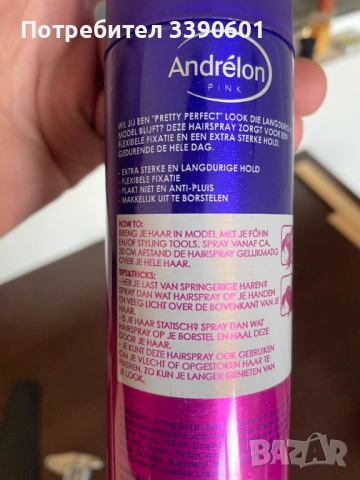 Потребител 3390601
Andrélon
PINK
WIL JIJ EEN "PRETTY PERFECT" LOOK DIE LANGDURIG
MODEL BLIJFT? DEZE HAIRSPRAY ZORGT VOOR EEN
FLEXIBELE FIXATIE EN EEN EXTRA STERKE HOLD
GEDURENDE DE HELE DAG.
- EXTRA STERKE EN LANGDURIGE HOLD
- FLEXIBELE FIXATIE
- PLAKT NIET EN ANTI-PLUIS
- MAKKELIJK UIT TE BORSTELEN
HOW TO:
BRENG JE HAAR IN MODEL MET JE FÖHN
EN/OF STYLING TOOLS. SPRAY VANAF CA.
30 CM AFSTAND DE HAIRSPRAY GELIJKMATIG
OVER JE HELE HAAR.
TIPS&TRICKS:
- HEB JE LAST VAN SPRINGERIGE HAREN?
SPRAY DAN WAT HAIRSPRAY OP JE HANDEN
EN VEEG LICHT OVER DE BOVENKANT VAN JE
HAAR.
- IS JE HAAR STATISCH? SPRAY DAN WAT
HAIRSPRAY OP JE BORSTEL EN HAAL DEZE
DOOR JE HAAR.
- JE KUNT DEZE HAIRSPRAY OOK GEBRUIKEN
OM JE VLECHT OF OPGESTOKEN HAAR TE
FIXEREN, ZO KUN JE LANGER GENIETEN VAN
JE LOOK.
BAZAR